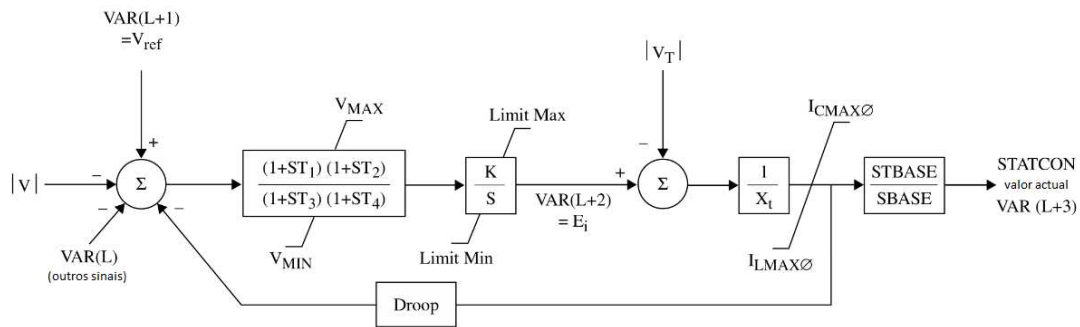 VAR(L+1)
=Vref
|V|
+
−
−
−
Σ
VAR(L)
(outros sinais)
VMAX
(1+ST1) (1+ST2)
(1+ST3) (1+ST4)
VMIN
Limit Max
K
S
Limit Min
VAR(L+2)
= Ei
|VT|
−
+
Σ
1
Xt
ICMAXØ
ILMAXØ
STBASE
SBASE
STATCON
valor actual
VAR (L+3)
Droop